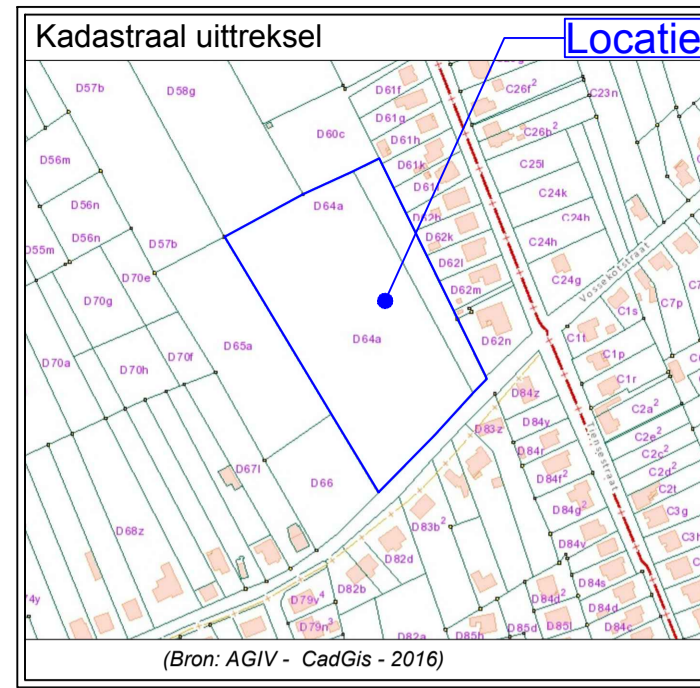 Kadastraal uittreksel
Locatie
D57b
D58g
D61f
C26f²
C23n
D61g
D60c
D61h
C26b²
D56m
D61k
C25l
C24k
D56n
D64a
C24h
D56n
D57b
D62k
C24h
D55m
D62l
D70e
C24g
Vossekotstraat
D70g
D62m
C1s
C7p
D65a
D64a
D62n
C1t
D70a
D70h
D70f
C1p
C1r
D84z
C2a²
D83z
D84y
Tiensestraat
C2e²
D67l
D84r
C2c²
D66
D84f²
C2d²
C2t
D68z
D83b²
D84g²
C3g
D84v
D82d
D79v⁴
D82b
D84s
D84d²
D84d
D79n³
D82a
D85h
D85d
D85l
D84c
(Bron: AGIV - CadGis - 2016)